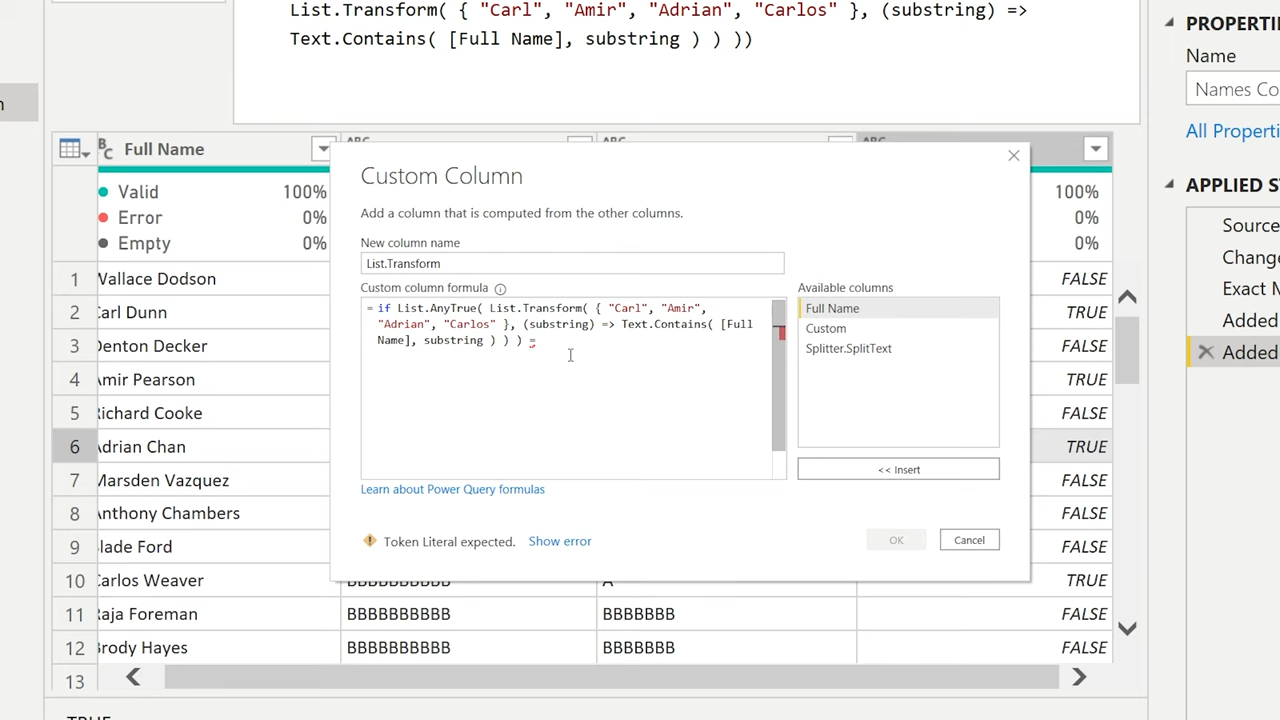 List.Transform( { "Carl", "Amir", "Adrian", "Carlos" }, (substring) =>
Text.Contains( [Full Name], substring ) ) ))
PROPERTI
Name
Names Co
All Properti
APPLIED S
Source
Change
Exact M
Added
Added
Full Name
Valid 100%
Error 0%
Empty 0%
100%
0%
0%
1 Wallace Dodson FALSE
2 Carl Dunn TRUE
3 Denton Decker FALSE
4 Amir Pearson TRUE
5 Richard Cooke FALSE
6 Adrian Chan TRUE
7 Marsden Vazquez FALSE
8 Anthony Chambers FALSE
9 Slade Ford FALSE
10 Carlos Weaver BBBBBBBBBB A TRUE
11 Raja Foreman BBBBBBBBBB BBBBBBB FALSE
12 Brody Hayes BBBBBBBBBB BBBBBBB FALSE
13
Custom Column
Add a column that is computed from the other columns.
New column name
List.Transform
Custom column formula
= if List.AnyTrue( List.Transform( { "Carl", "Amir",
"Adrian", "Carlos" }, (substring) => Text.Contains( [Full
Name], substring ) ) ) =
Available columns
Full Name
Custom
Splitter.SplitText
<< Insert
Learn about Power Query formulas
Token Literal expected. Show error
OK
Cancel
TRUE